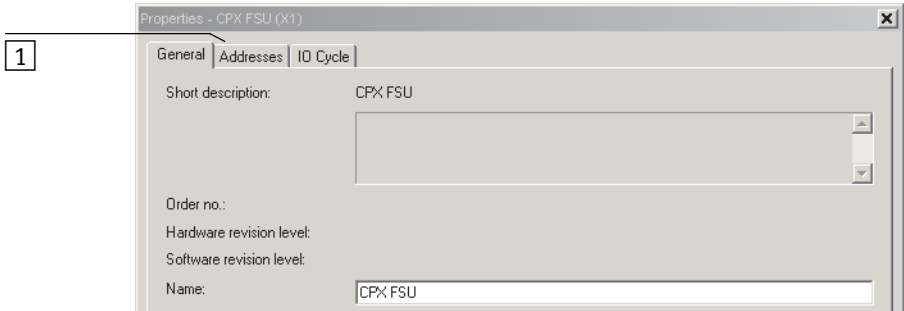 Properties - CPX FSU (X1)
1
General Addresses IO Cycle
Short description: CPX FSU
Order no.:
Hardware revision level:
Software revision level:
Name: CPX FSU